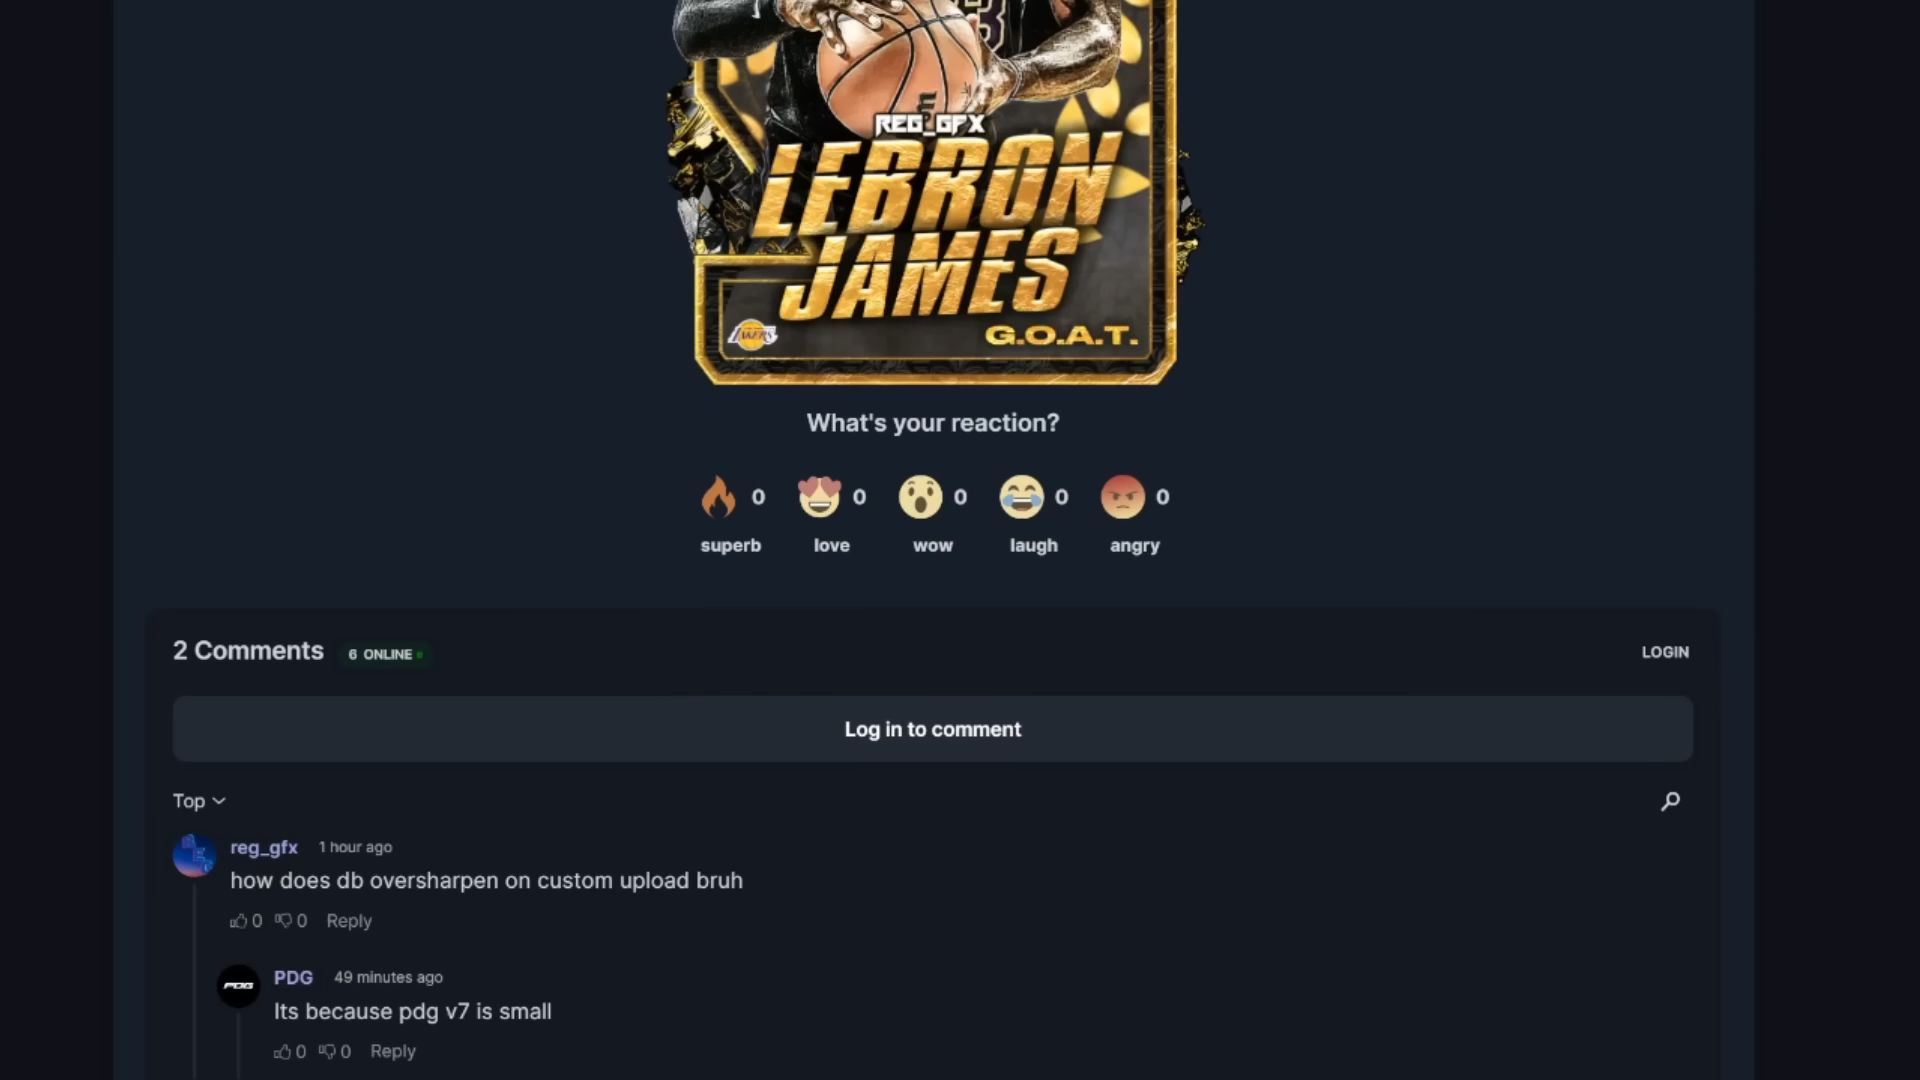 3
REG_GFX
LEBRON
JAMES
LAKERS
G.O.A.T.
What's your reaction?
0 0 0 0 0
superb love wow laugh angry
2 Comments 6 ONLINE LOGIN
Log in to comment
Top
reg_gfx 1 hour ago
how does db oversharpen on custom upload bruh
0 0 Reply
PDG PDG 49 minutes ago
Its because pdg v7 is small
0 0 Reply